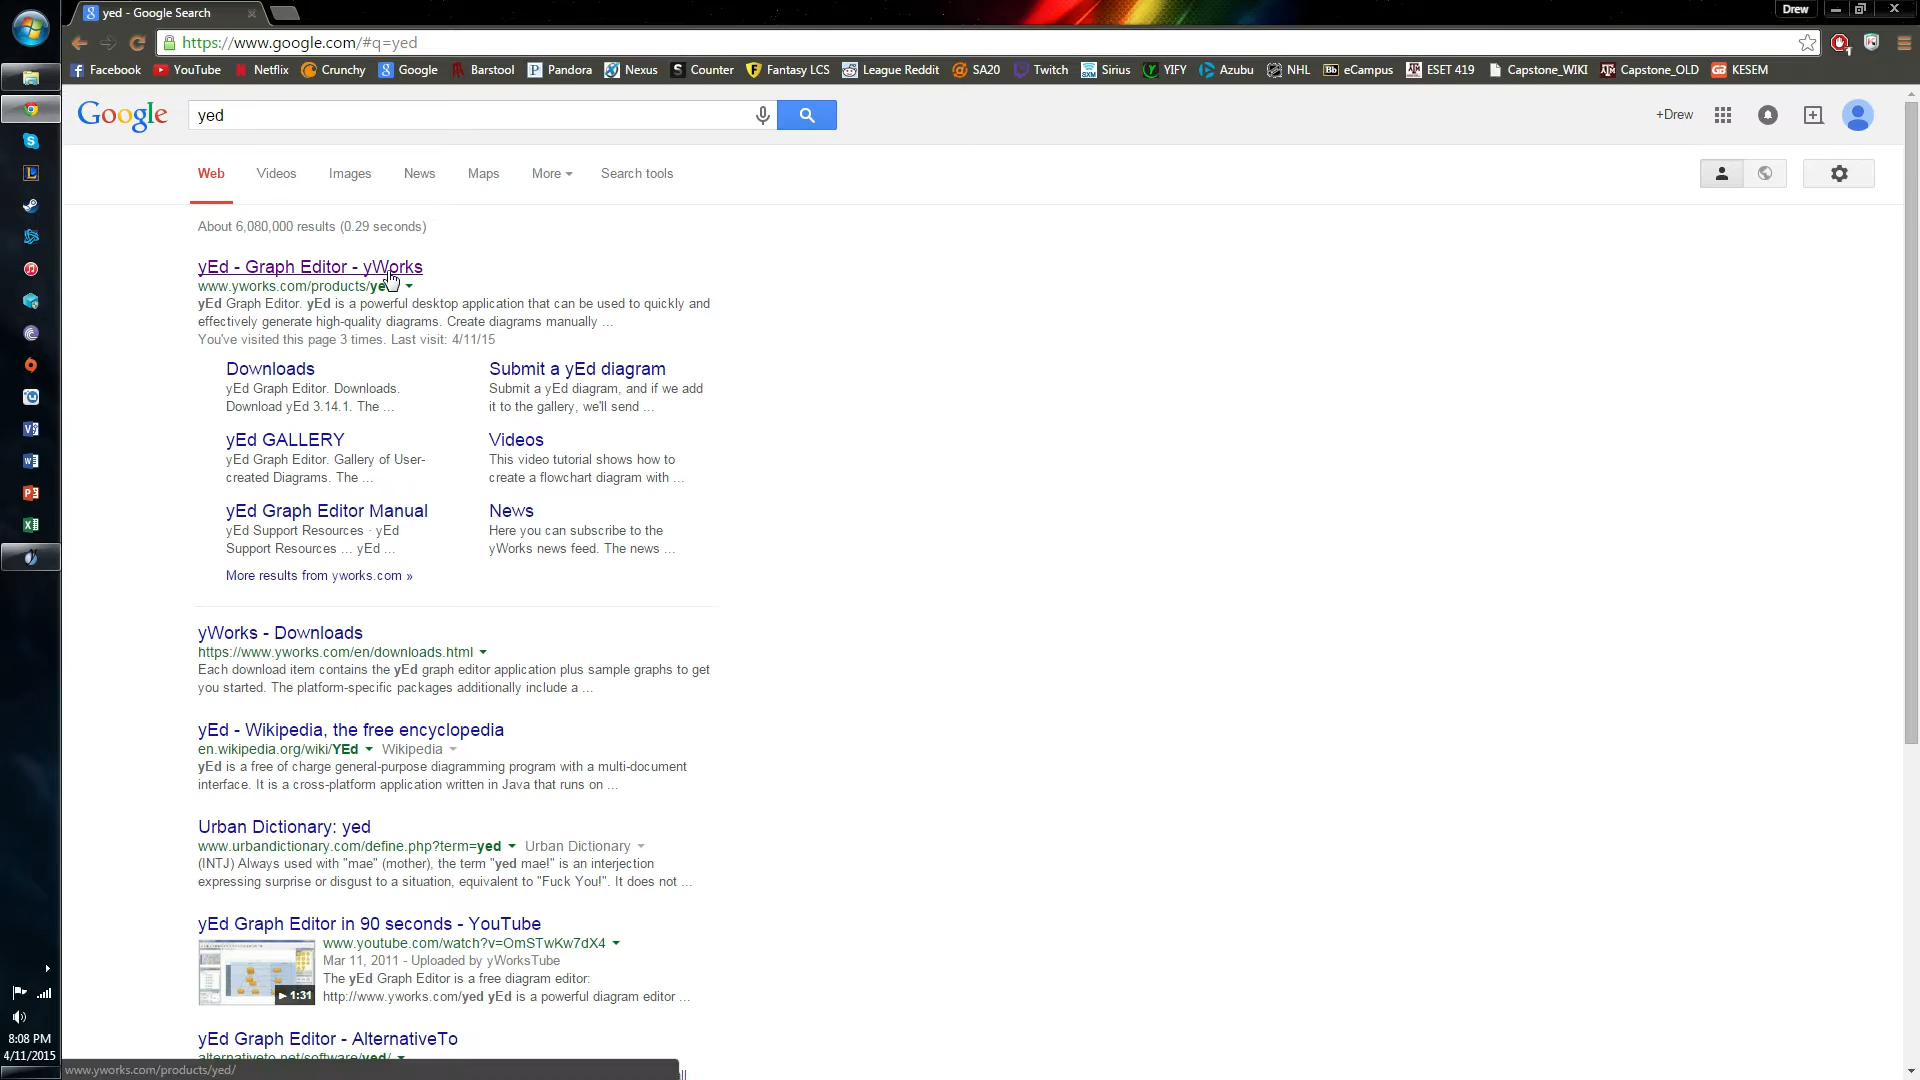 yed - Google Search
Drew
https://www.google.com/#q=yed
Facebook YouTube Netflix Crunchy Google Barstool Pandora Nexus Counter Fantasy LCS League Reddit SA20 Twitch Sirius YIFY Azubu NHL eCampus ESET 419 Capstone_WIKI Capstone_OLD KESEM
Google yed +Drew
Web Videos Images News Maps More Search tools
About 6,080,000 results (0.29 seconds)
yEd - Graph Editor - yWorks
www.yworks.com/products/ye
yEd Graph Editor. yEd is a powerful desktop application that can be used to quickly and
effectively generate high-quality diagrams. Create diagrams manually ...
You've visited this page 3 times. Last visit: 4/11/15
Downloads
yEd Graph Editor. Downloads.
Download yEd 3.14.1. The ...
Submit a yEd diagram
Submit a yEd diagram, and if we add
it to the gallery, we'll send ...
yEd GALLERY
yEd Graph Editor. Gallery of User-
created Diagrams. The ...
Videos
This video tutorial shows how to
create a flowchart diagram with ...
yEd Graph Editor Manual
yEd Support Resources · yEd
Support Resources ... yEd ...
News
Here you can subscribe to the
yWorks news feed. The news ...
More results from yworks.com »
yWorks - Downloads
https://www.yworks.com/en/downloads.html
Each download item contains the yEd graph editor application plus sample graphs to get
you started. The platform-specific packages additionally include a ...
yEd - Wikipedia, the free encyclopedia
en.wikipedia.org/wiki/YEd Wikipedia
yEd is a free of charge general-purpose diagramming program with a multi-document
interface. It is a cross-platform application written in Java that runs on ...
Urban Dictionary: yed
www.urbandictionary.com/define.php?term=yed Urban Dictionary
(INTJ) Always used with "mae" (mother), the term "yed mae!" is an interjection
expressing surprise or disgust to a situation, equivalent to "Fuck You!". It does not ...
yEd Graph Editor in 90 seconds - YouTube
www.youtube.com/watch?v=OmSTwKw7dX4
Mar 11, 2011 - Uploaded by yWorksTube
The yEd Graph Editor is a free diagram editor:
http://www.yworks.com/yed yEd is a powerful diagram editor ...
1:31
yEd Graph Editor - AlternativeTo
alternativeto.net/software/yed/
www.yworks.com/products/yed/
8:08 PM
4/11/2015